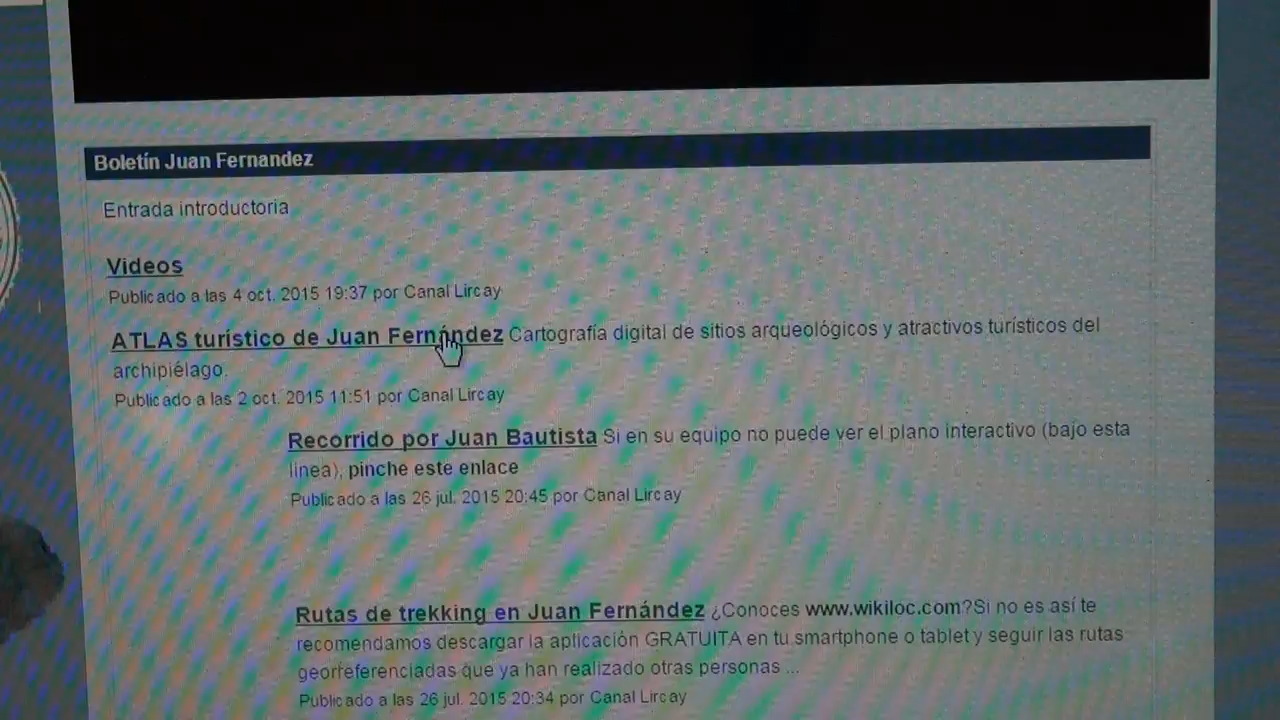 Boletín Juan Fernandez
Entrada introductoria
Videos
Publicado a las 4 oct. 2015 19:37 por Canal Lircay
ATLAS turístico de Juan Fernández Cartografía digital de sitios arqueológicos y atractivos turísticos del
archipiélago.
Publicado a las 2 oct. 2015 11:51 por Canal Lircay
Recorrido por Juan Bautista Si en su equipo no puede ver el plano interactivo (bajo esta
linea), pinche este enlace
Publicado a las 26 jul. 2015 20:45 por Canal Lircay
Rutas de trekking en Juan Fernández ¿Conoces www.wikiloc.com?Si no es así te
recomendamos descargar la aplicación GRATUITA en tu smartphone o tablet y seguir las rutas
georreferenciadas que ya han realizado otras personas ...
Publicado a las 26 jul. 2015 20:34 por Canal Lircay